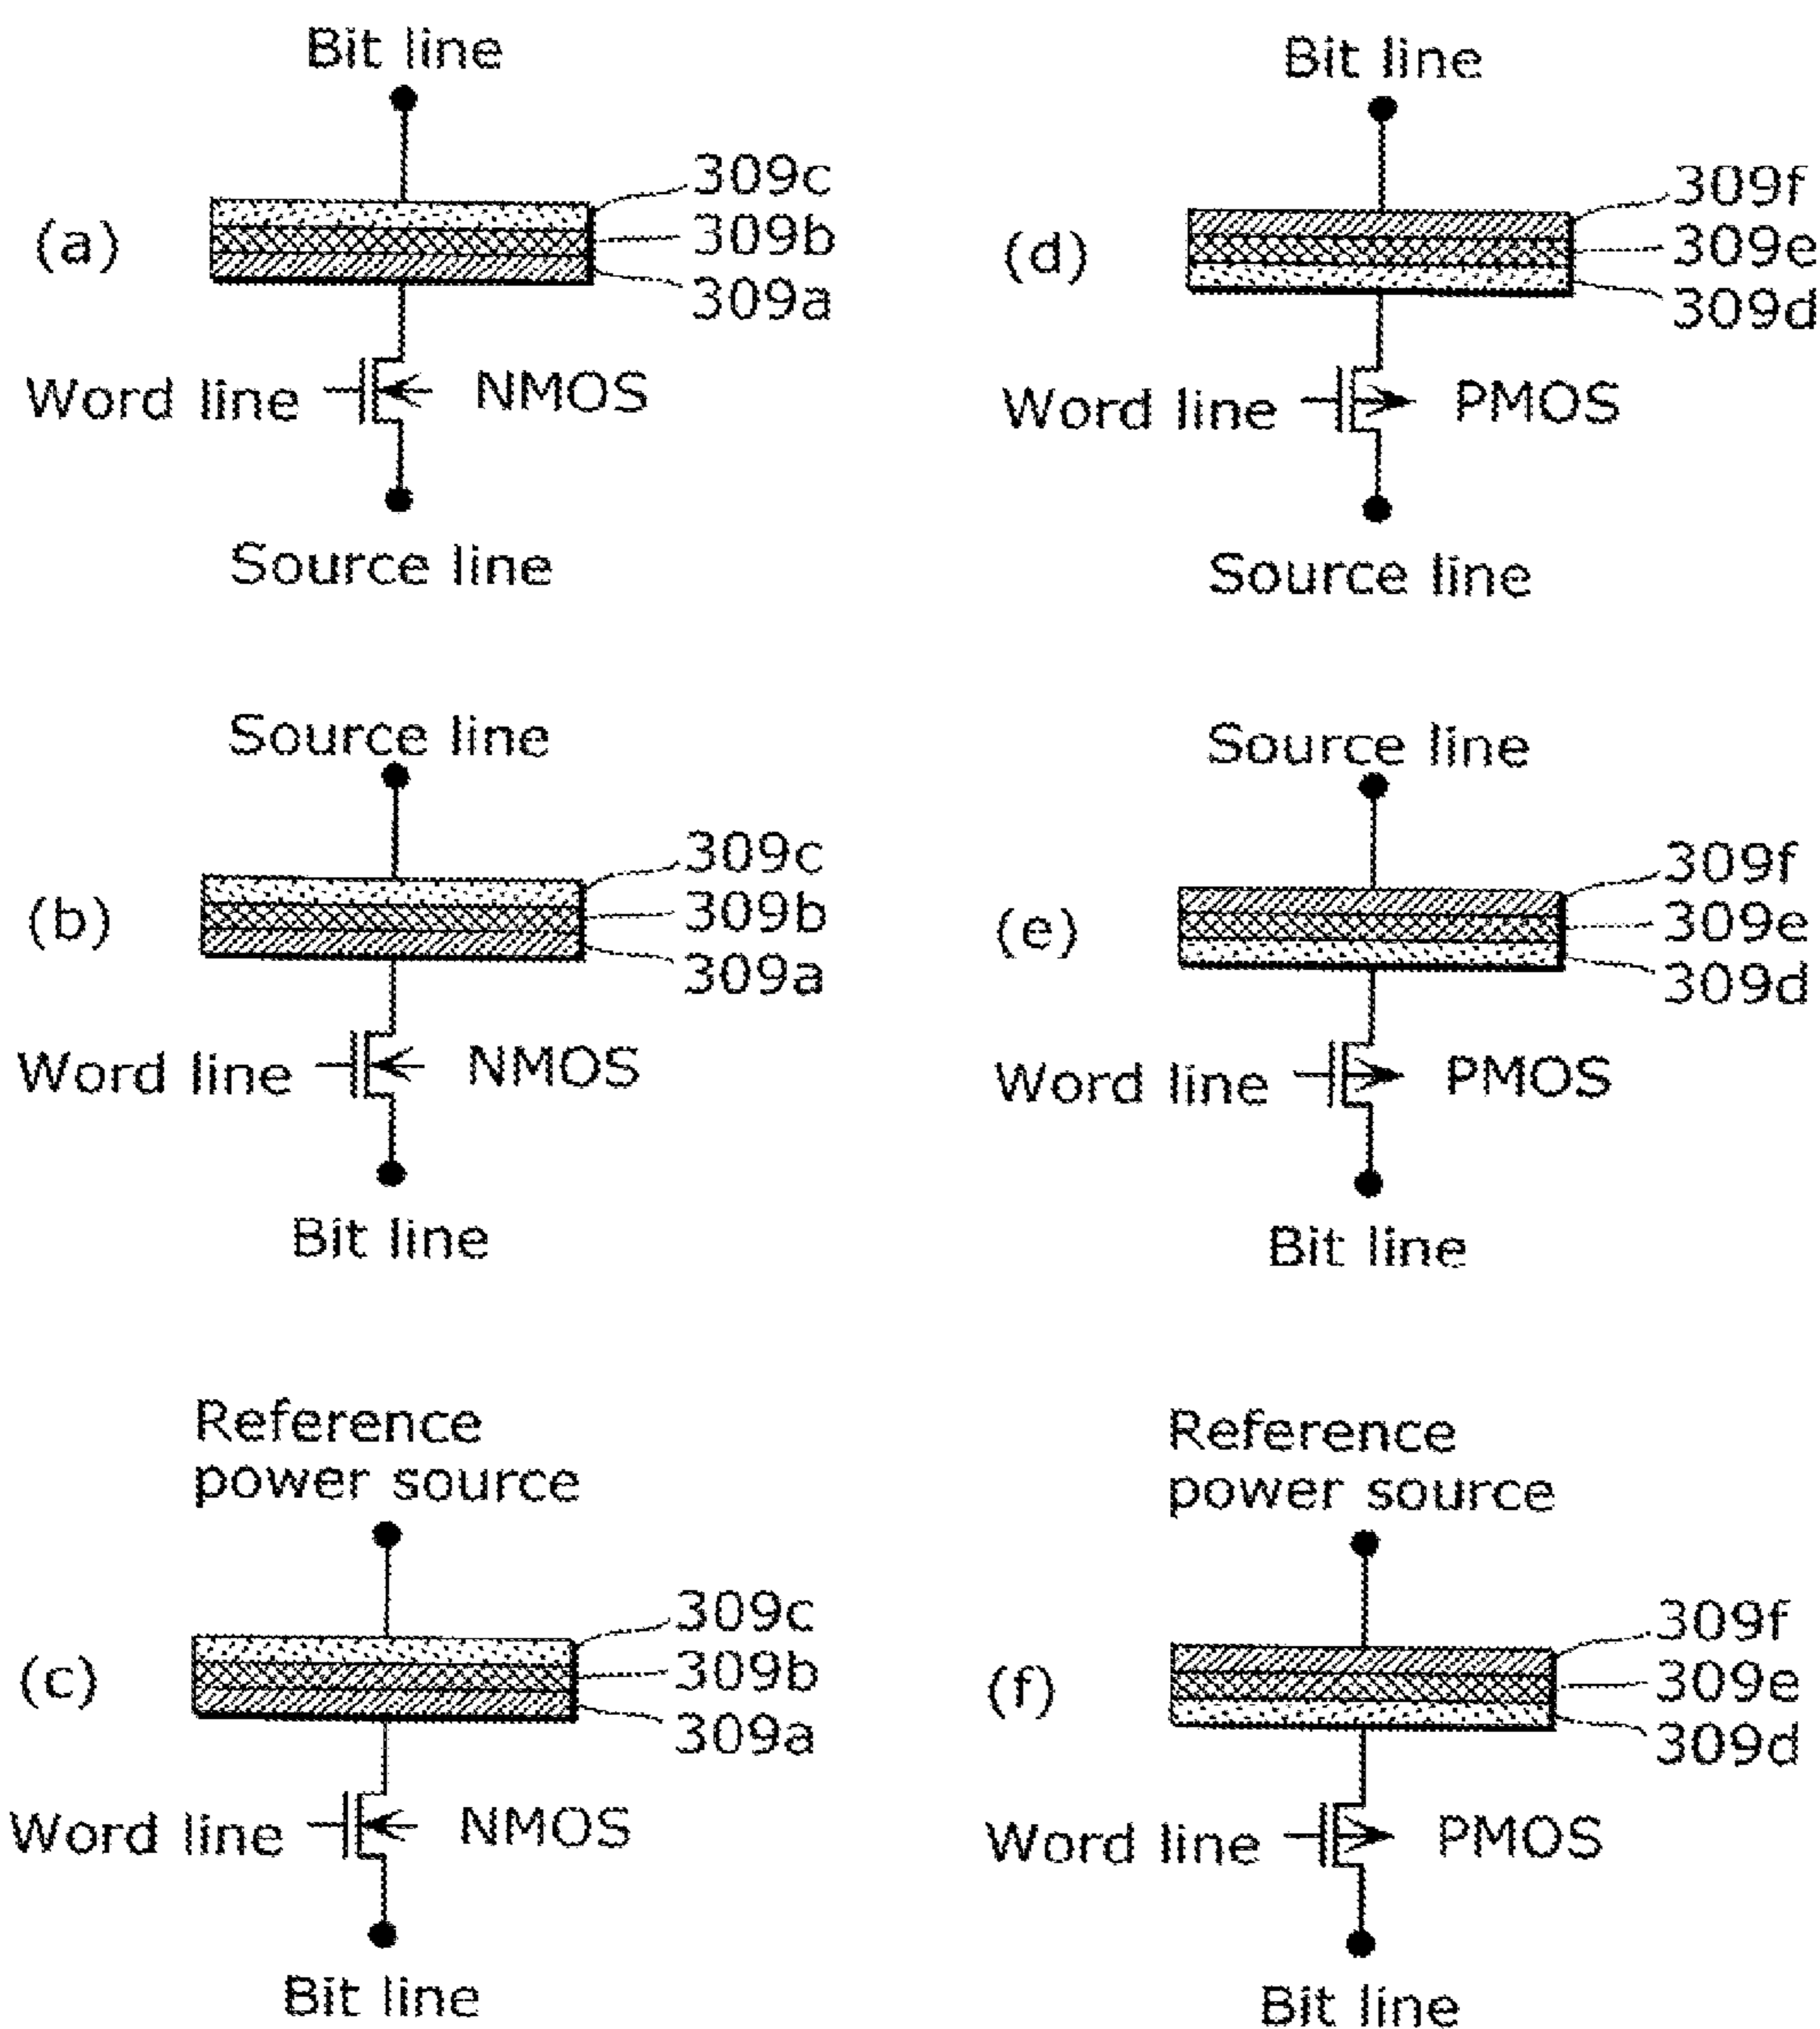 Bit line
(a)
309c
309b
309a
Word line
NMOS
Source line
Source line
(b)
309c
309b
309a
Word line
NMOS
Bit line
Reference
power source
(c)
309c
309b
309a
Word line
NMOS
Bit line
Bit line
(d)
309f
309e
309d
Word line
PMOS
Source line
Source line
(e)
309f
309e
309d
Word line
PMOS
Bit line
Reference
power source
(f)
309f
309e
309d
Word line
PMOS
Bit line